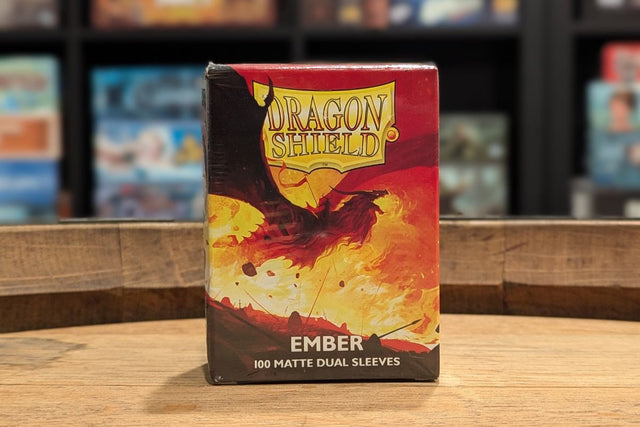 DRAGON
SHIELD
EMBER
100 MATTE DUAL SLEEVES